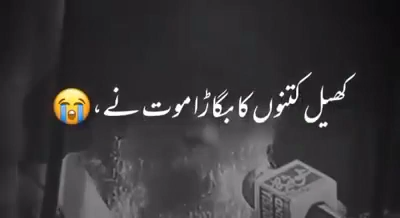 کھیل کتنوں کا بگاڑا موت نے ، 😭